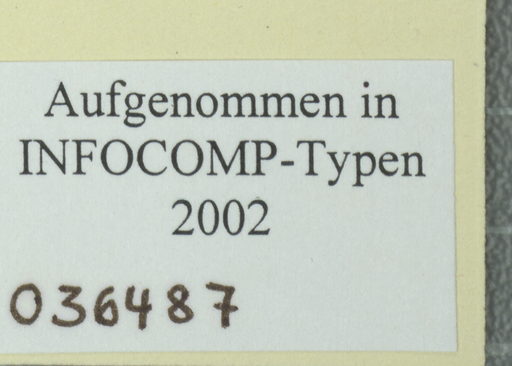 Aufgenommen in
INFOCOMP-Typen
2002
036487